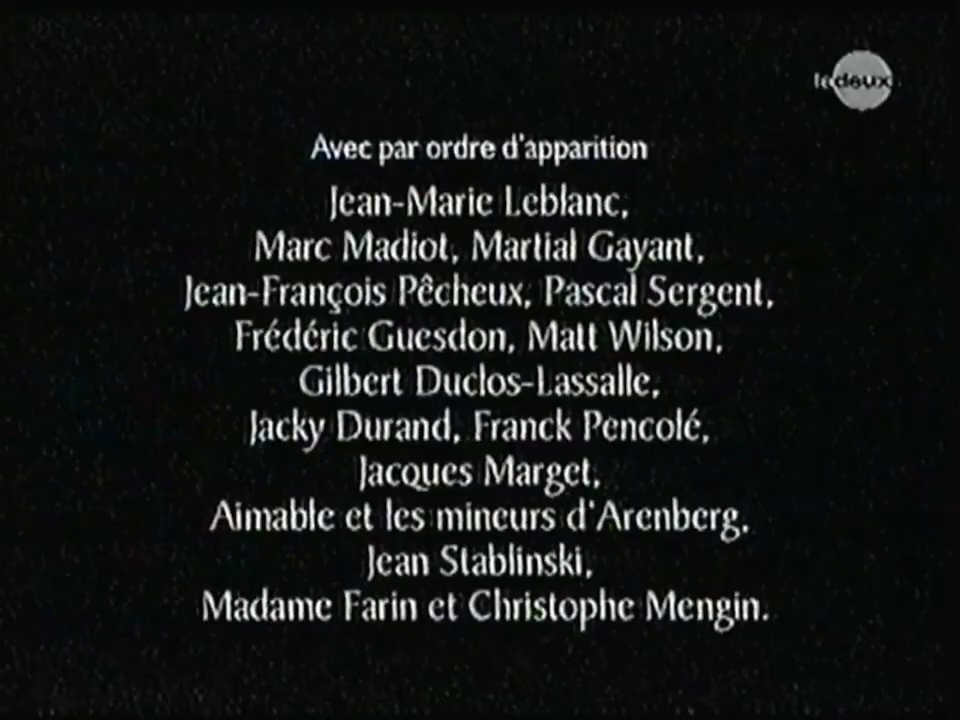 la deux
Avec par ordre d'apparition
Jean-Marie Leblanc,
Marc Madiot, Martial Gayant,
Jean-François Pêcheux, Pascal Sergent,
Frédéric Guesdon, Matt Wilson,
Gilbert Duclos-Lassalle,
Jacky Durand, Franck Pencolé,
Jacques Marget,
Aimable et les mineurs d'Arenberg,
Jean Stablinski,
Madame Farin et Christophe Mengin.